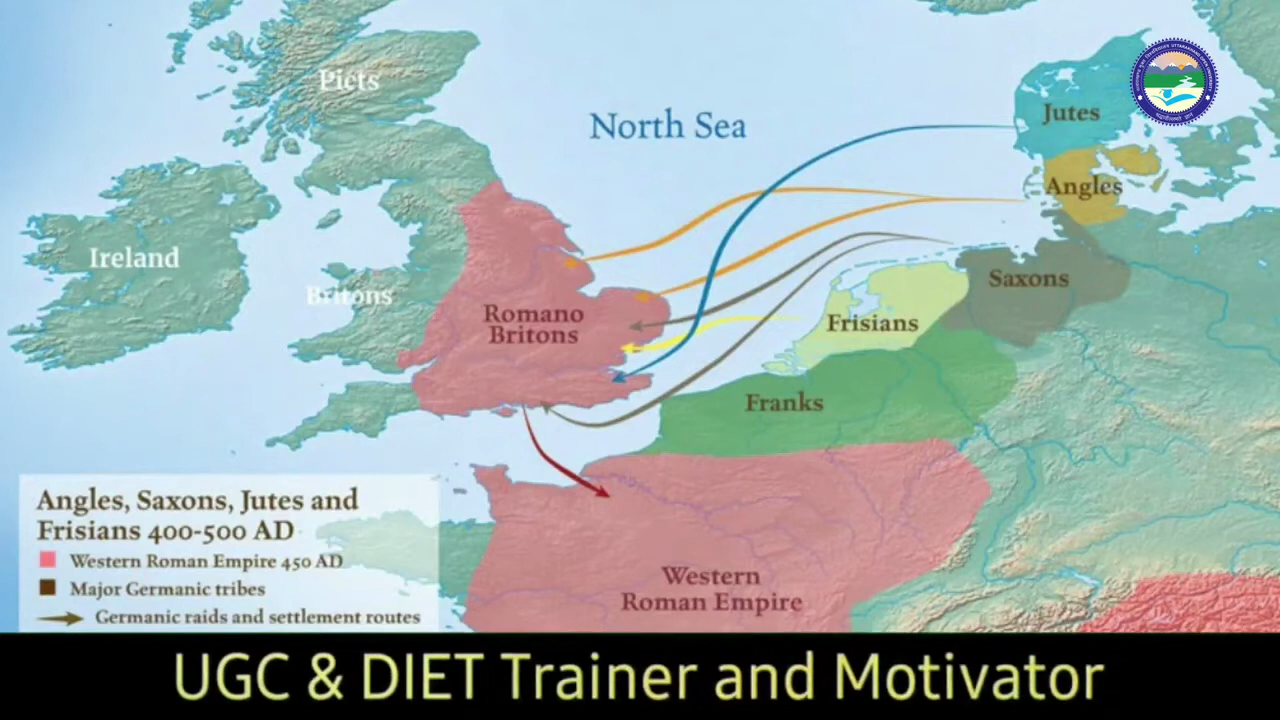 Picts
North Sea
Jutes
Angles
Ireland
Britons
Saxons
Romano
Britons
Frisians
Franks
Angles, Saxons, Jutes and
Frisians 400-500 AD
Western Roman Empire 450 AD
Major Germanic tribes
Germanic raids and settlement routes
Western
Roman Empire
UGC & DIET Trainer and Motivator